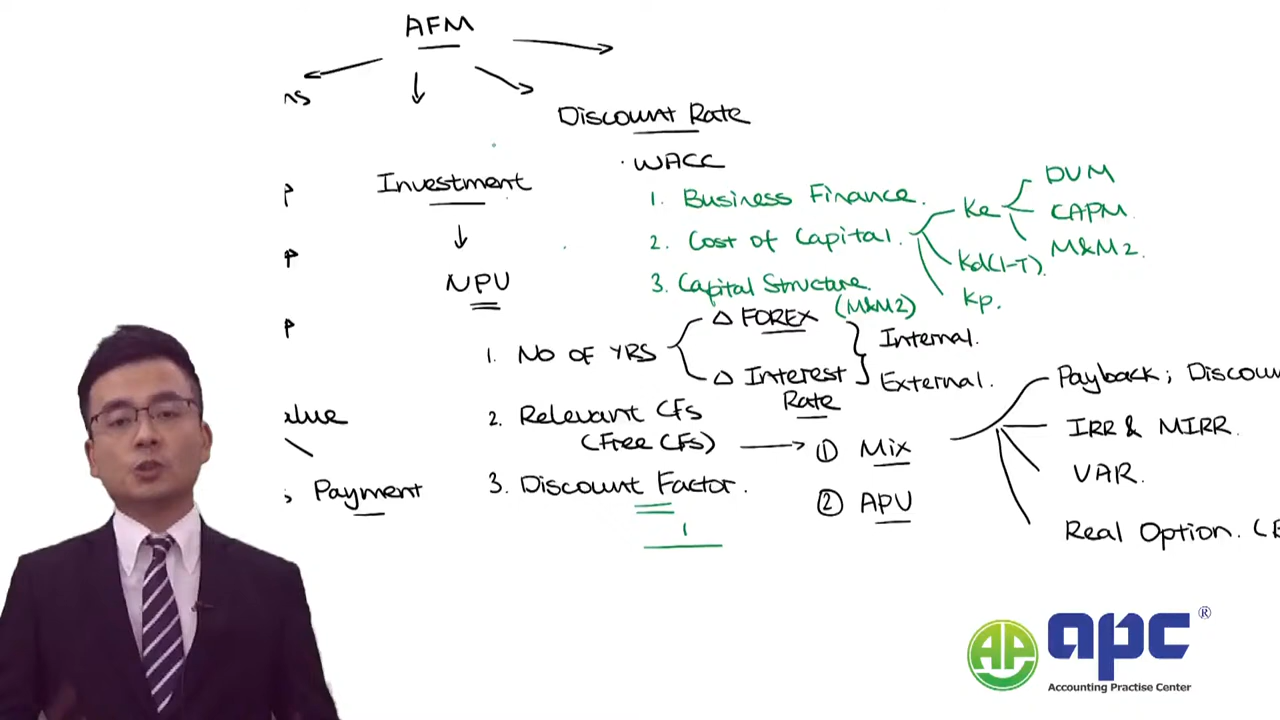 AFM
Discount Rate
WACC
Investment
1. Business Finance.
Ke
DVM
CAPM
M&M2.
2. Cost of Capital.
Kd(1-T).
Kp.
3. Capital Structure.
(M&M2)
NPV
1. No OF YRS
△ FOREX
△ Interest
Rate
Internal.
External.
2. Relevant CFs
(Free CFs)
① Mix
② APV
Payback;
IRR & MIRR.
VAR.
Real Option.
3. Discount Factor.
1
Payment
AP
apc®
Accounting Practise Center